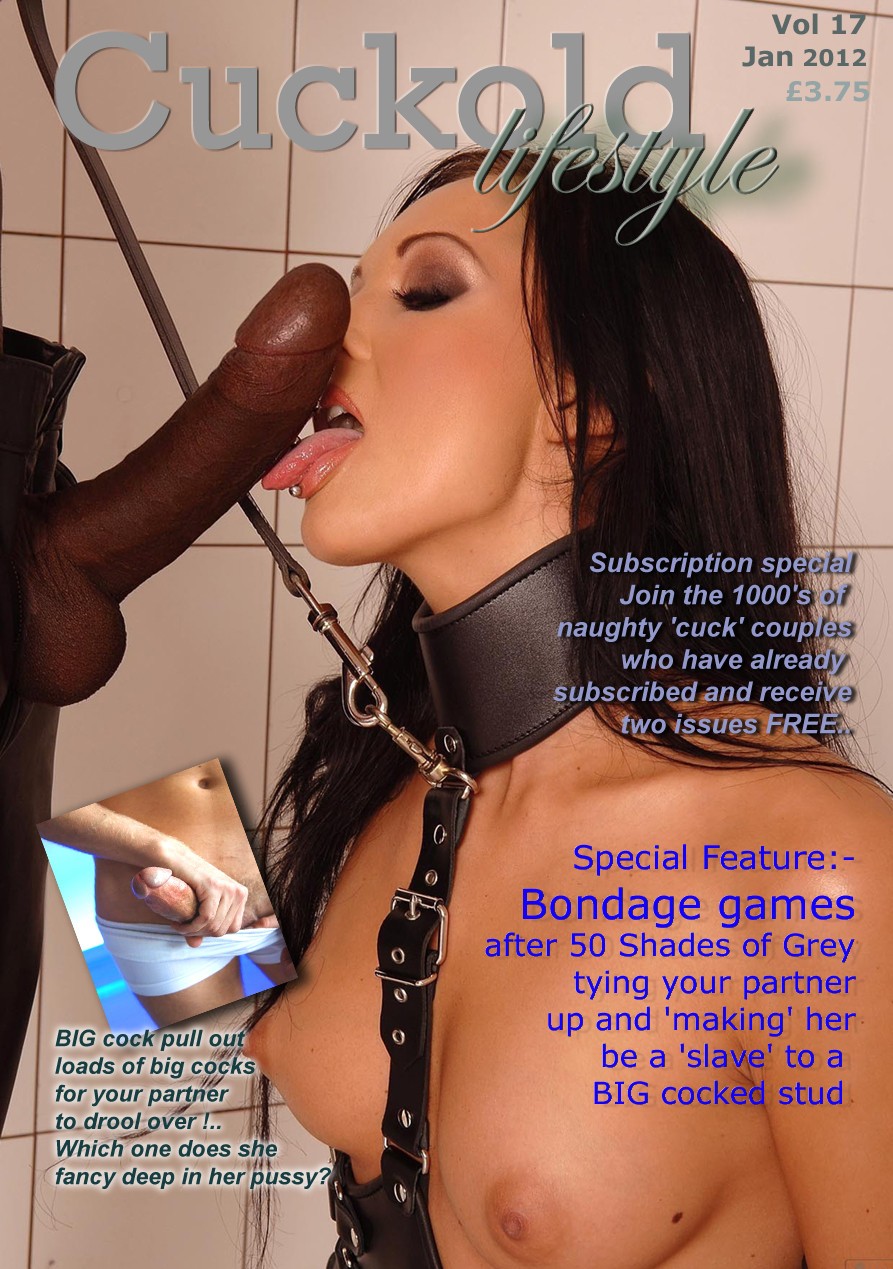 Vol 17
Jan 2012
£3.75
Cuckold
lifestyle
Subscription special
Join the 1000's of
naughty 'cuck' couples
who have already
subscribed and receive
two issues FREE..
Special Feature:-
Bondage games
after 50 Shades of Grey
tying your partner
up and 'making' her
be a 'slave' to a
BIG cocked stud
BIG cock pull out
loads of big cocks
for your partner
to drool over !..
Which one does she
fancy deep in her pussy?